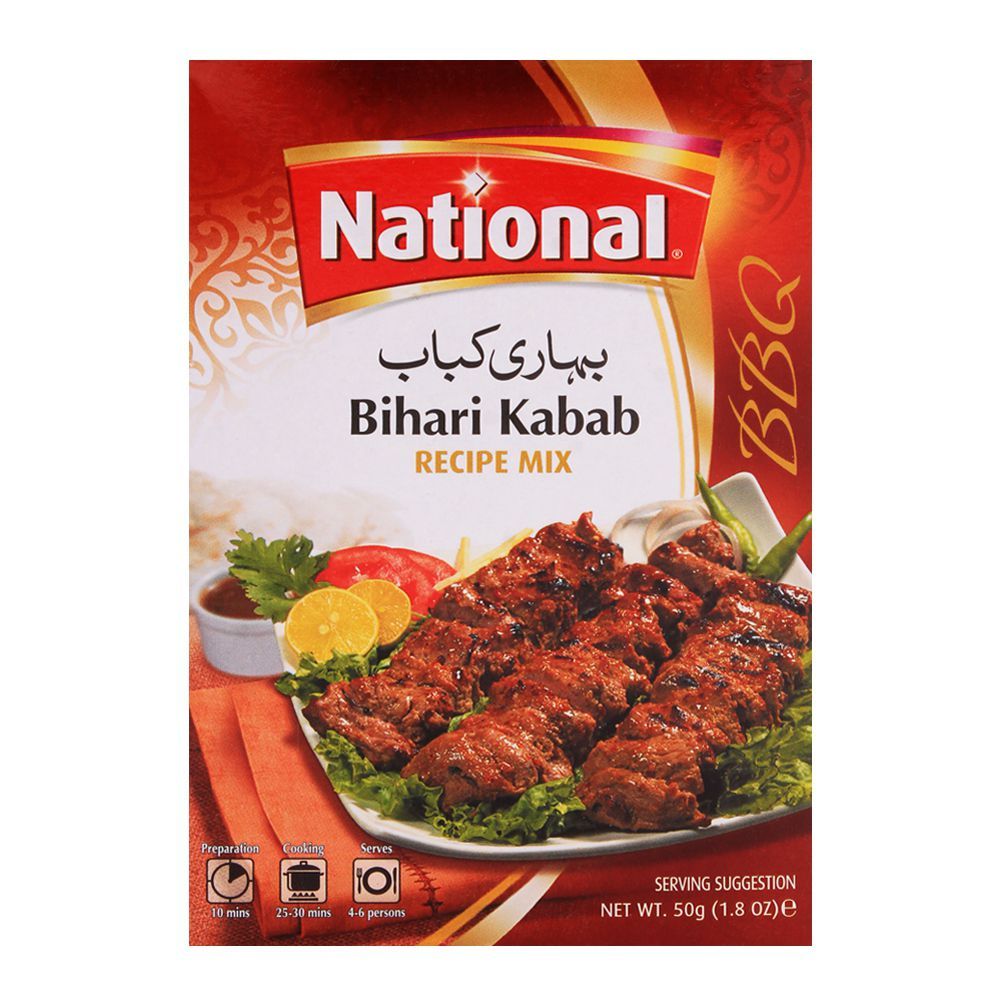 National®
بہاری کباب
Bihari Kabab
RECIPE MIX
BBQ
Preparation
10 mins
Cooking
25-30 mins
Serves
4-6 persons
SERVING SUGGESTION
NET WT. 50g (1.8 OZ)℮